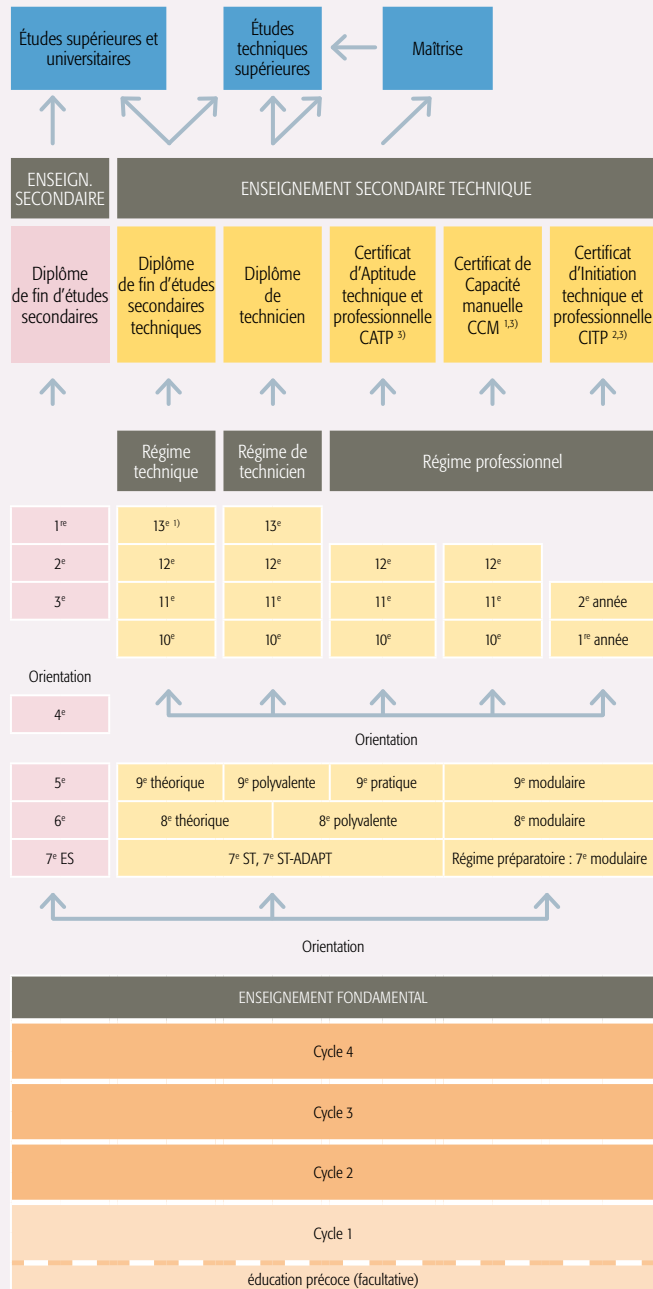 Études supérieures et
universitaires
Études
techniques
supérieures
Maîtrise
ENSEIGN.
SECONDAIRE
ENSEIGNEMENT SECONDAIRE TECHNIQUE
Diplôme
de fin d'études
secondaires
Diplôme
de fin d'études
secondaires
techniques
Diplôme
de
technicien
Certificat
d'Aptitude
technique et
professionnelle
CATP 3)
Certificat de
Capacité
manuelle
CCM 1,3)
Certificat
d'Initiation
technique et
professionnelle
CITP 2,3)
Régime
technique
Régime de
technicien
Régime professionnel
1re 13e 1) 13e
2e 12e 12e 12e 12e
3e 11e 11e 11e 11e 2e année
10e 10e 10e 10e 1re année
Orientation
4e
Orientation
5e 9e théorique 9e polyvalente 9e pratique 9e modulaire
6e 8e théorique 8e polyvalente 8e modulaire
7e ES 7e ST, 7e ST-ADAPT Régime préparatoire : 7e modulaire
Orientation
ENSEIGNEMENT FONDAMENTAL
Cycle 4
Cycle 3
Cycle 2
Cycle 1
éducation précoce (facultative)